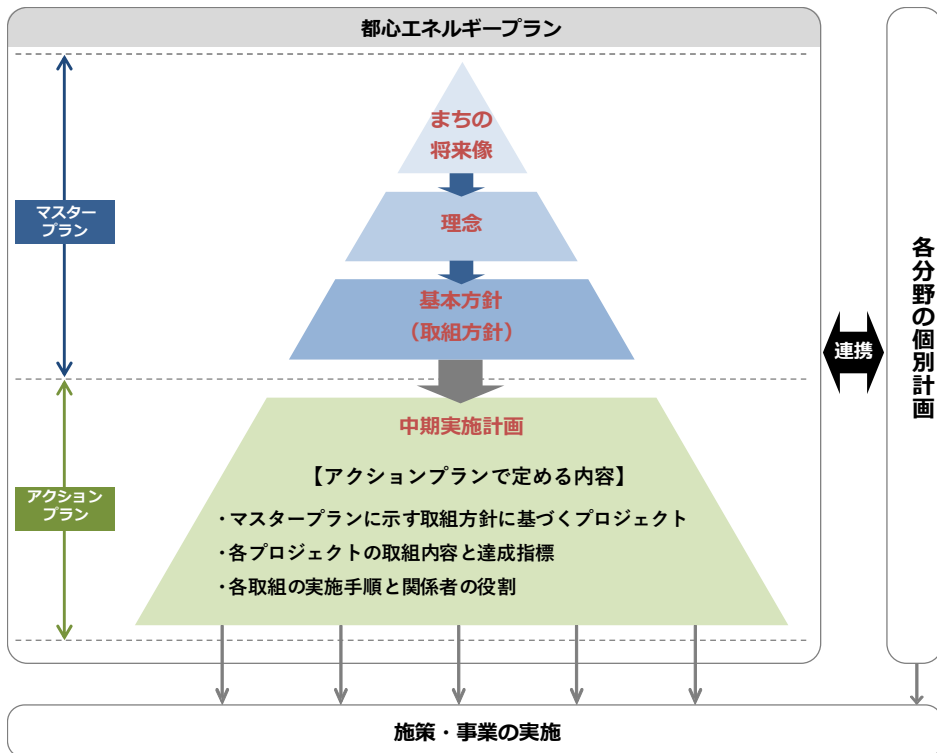 都心エネルギープラン
まちの
将来像
マスター
プラン
理念
基本方針
（取組方針）
中期実施計画
【アクションプランで定める内容】
アクション
プラン
・マスタープランに示す取組方針に基づくプロジェクト
・各プロジェクトの取組内容と達成指標
・各取組の実施手順と関係者の役割
連携
各分野の個別計画
施策・事業の実施